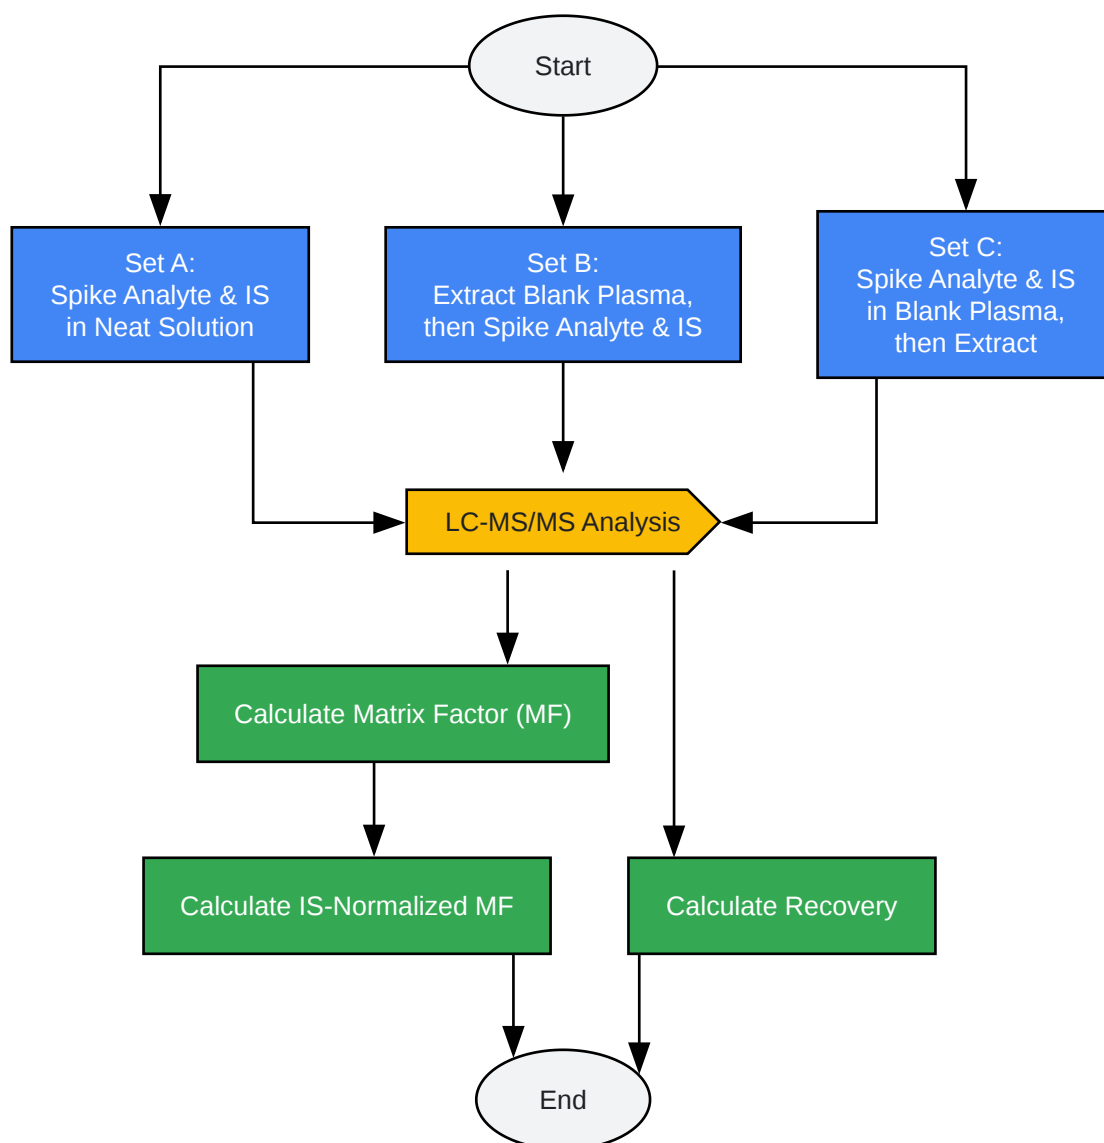 Start
Set A:
Spike Analyte & IS
in Neat Solution
Set B:
Extract Blank Plasma,
then Spike Analyte & IS
Set C:
Spike Analyte & IS
in Blank Plasma,
then Extract
LC-MS/MS Analysis
Calculate Matrix Factor (MF)
Calculate IS-Normalized MF
Calculate Recovery
End